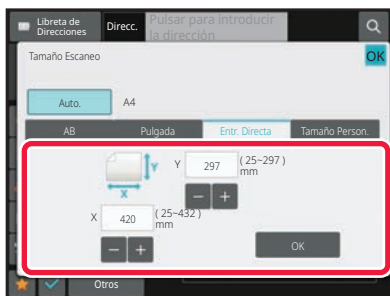 Libreta de
Direcciones
Direcc.
Pulsar para introducir
la dirección
Tamaño Escaneo
OK
Auto.
A4
AB
Pulgada
Entr. Directa
Tamaño Person.
Y
Y
297
( 25~297 )
mm
X
X
420
( 25~432 )
mm
OK
Otros